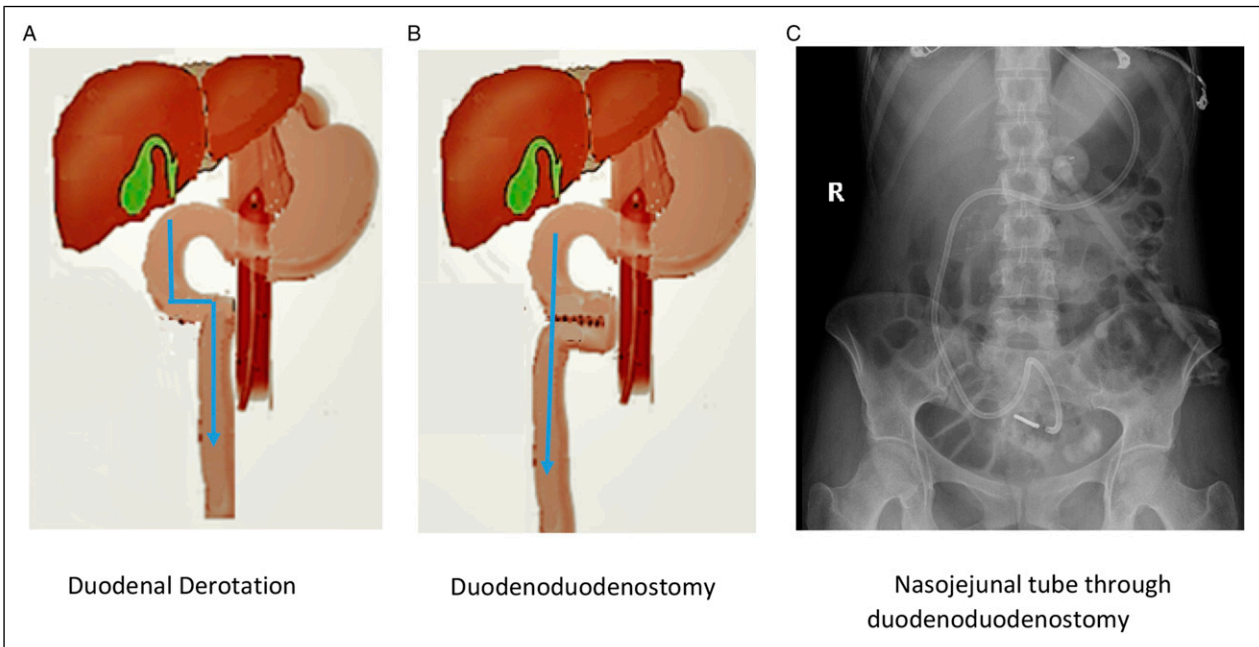 A
B
C
R
Duodenal Derotation
Duodenoduodenostomy
Nasojejunal tube through
duodenoduodenostomy